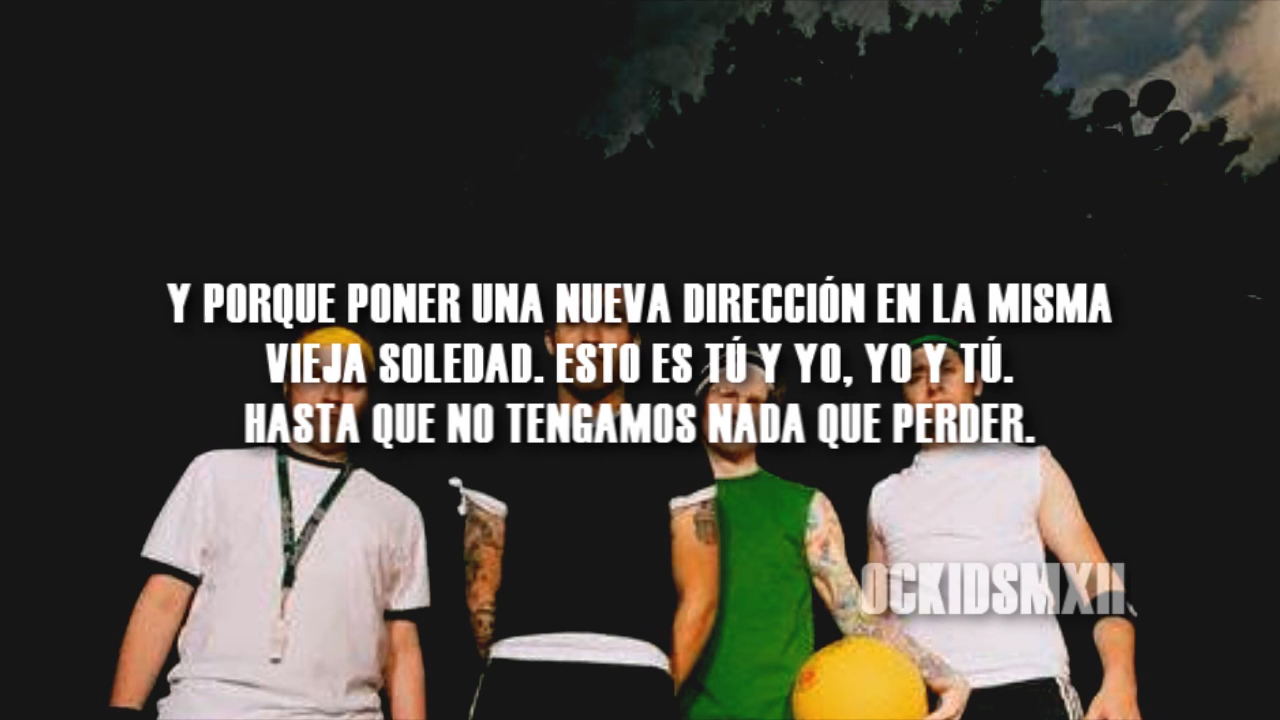 Y PORQUE PONER UNA NUEVA DIRECCIÓN EN LA MISMA
VIEJA SOLEDAD. ESTO ES TÚ Y YO, YO Y TÚ.
HASTA QUE NO TENGAMOS NADA QUE PERDER.
OCKIDSMXII